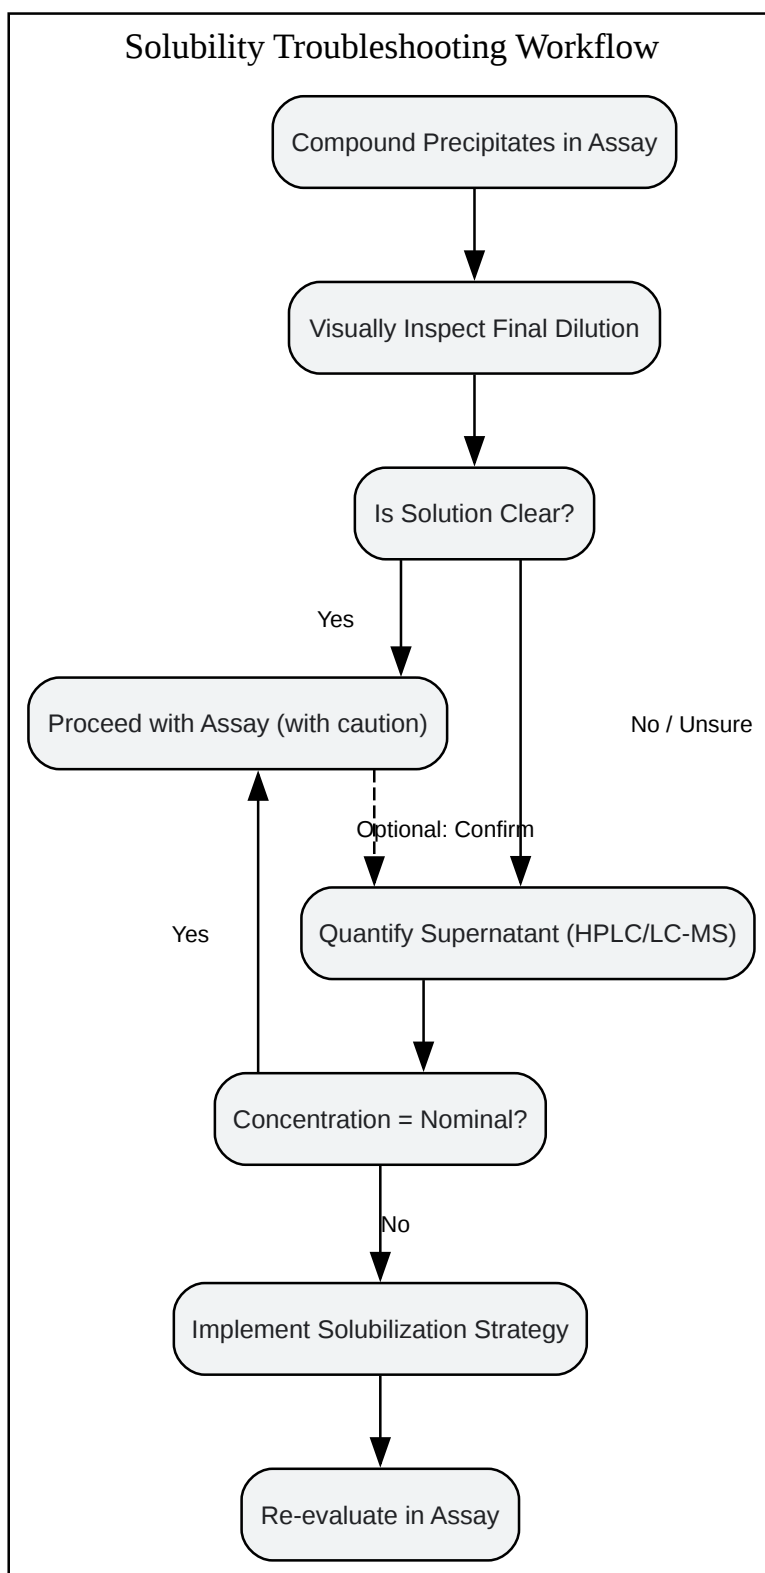 Solubility Troubleshooting Workflow
Compound Precipitates in Assay
Visually Inspect Final Dilution
Is Solution Clear?
Yes
Proceed with Assay (with caution)
No / Unsure
Optional: Confirm
Quantify Supernatant (HPLC/LC-MS)
Yes
Concentration = Nominal?
No
Implement Solubilization Strategy
Re-evaluate in Assay